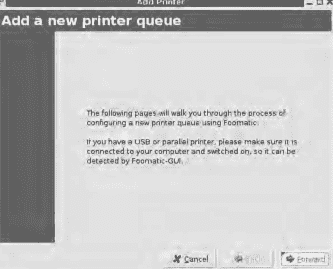 Add Printer
Add a new printer queue
The following pages will walk you through the process of
configuring a new printer queue using Foomatic.
If you have a USB or parallel printer, please make sure it is
connected to your computer and switched on, so it can be
detected by Foomatic-GUI.
Cancel
Back
Forward